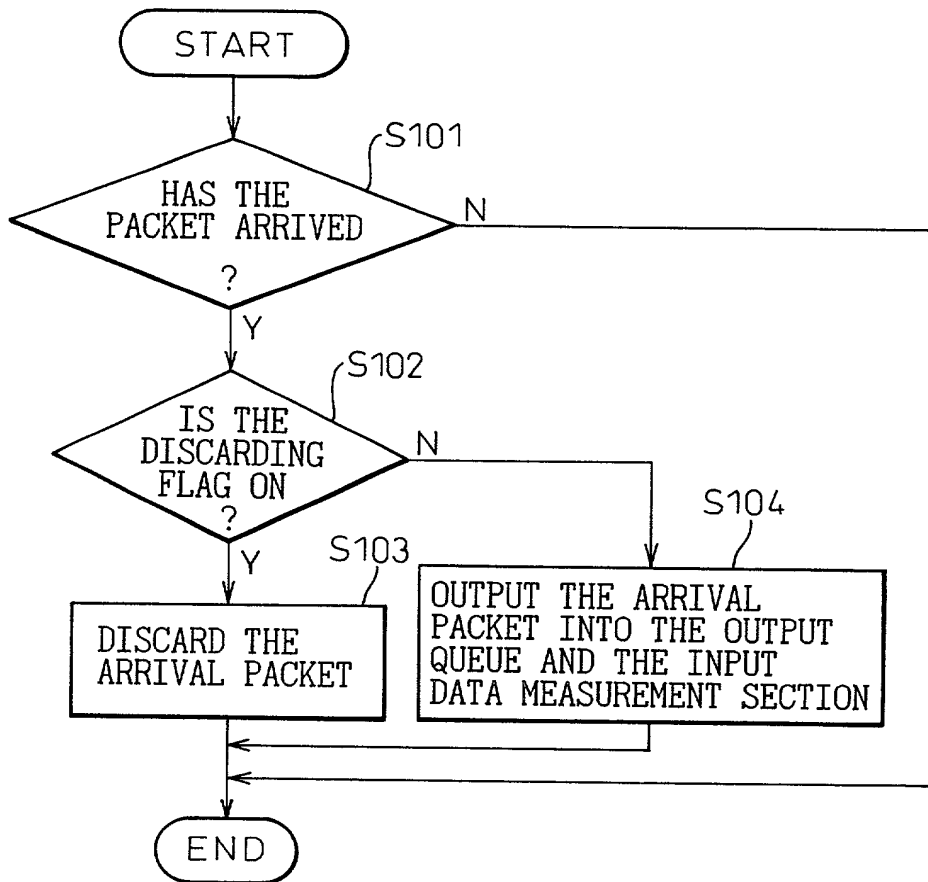 START
S101
HAS THE
PACKET ARRIVED
?
N
Y
S102
IS THE
DISCARDING
FLAG ON
?
N
Y
S103
S104
DISCARD THE
ARRIVAL PACKET
OUTPUT THE ARRIVAL
PACKET INTO THE OUTPUT
QUEUE AND THE INPUT
DATA MEASUREMENT SECTION
END